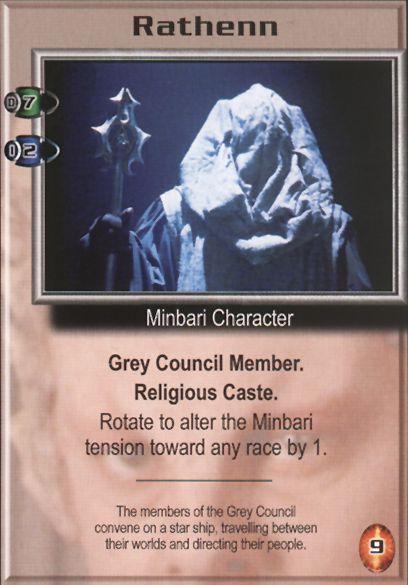 Rathenn
7
2
Minbari Character
Grey Council Member.
Religious Caste.
Rotate to alter the Minbari
tension toward any race by 1.
The members of the Grey Council
convene on a star ship, travelling between
their worlds and directing their people.
9